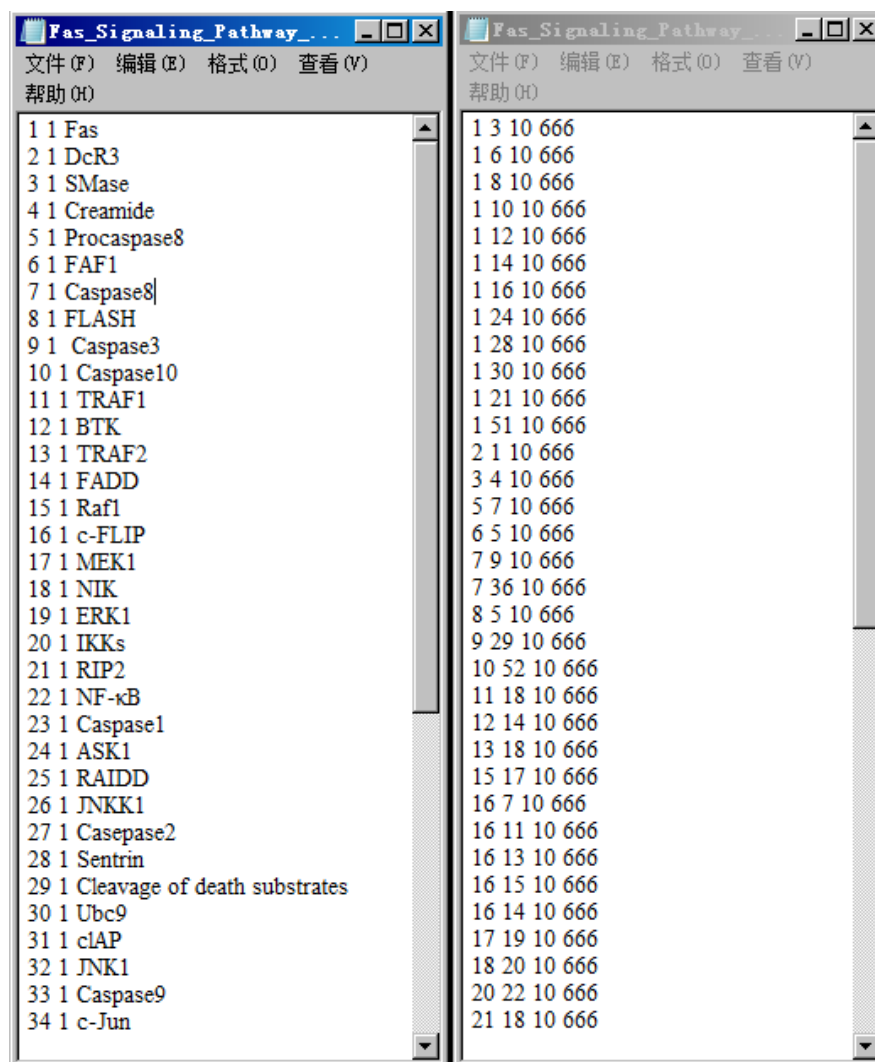 Fas_Signaling_Pathway_...
文件(F) 编辑(E) 格式(O) 查看(V)
帮助(H)
1 1 Fas
2 1 DcR3
3 1 SMase
4 1 Creamide
5 1 Procaspase8
6 1 FAF1
7 1 Caspase8
8 1 FLASH
9 1 Caspase3
10 1 Caspase10
11 1 TRAF1
12 1 BTK
13 1 TRAF2
14 1 FADD
15 1 Raf1
16 1 c-FLIP
17 1 MEK1
18 1 NIK
19 1 ERK1
20 1 IKKs
21 1 RIP2
22 1 NF-κB
23 1 Caspase1
24 1 ASK1
25 1 RAIDD
26 1 JNKK1
27 1 Casepase2
28 1 Sentrin
29 1 Cleavage of death substrates
30 1 Ubc9
31 1 clAP
32 1 JNK1
33 1 Caspase9
34 1 c-Jun
Fas_Signaling_Pathway_...
文件(F) 编辑(E) 格式(O) 查看(V)
帮助(H)
1 3 10 666
1 6 10 666
1 8 10 666
1 10 10 666
1 12 10 666
1 14 10 666
1 16 10 666
1 24 10 666
1 28 10 666
1 30 10 666
1 21 10 666
1 51 10 666
2 1 10 666
3 4 10 666
5 7 10 666
6 5 10 666
7 9 10 666
7 36 10 666
8 5 10 666
9 29 10 666
10 52 10 666
11 18 10 666
12 14 10 666
13 18 10 666
15 17 10 666
16 7 10 666
16 11 10 666
16 13 10 666
16 15 10 666
16 14 10 666
17 19 10 666
18 20 10 666
20 22 10 666
21 18 10 666